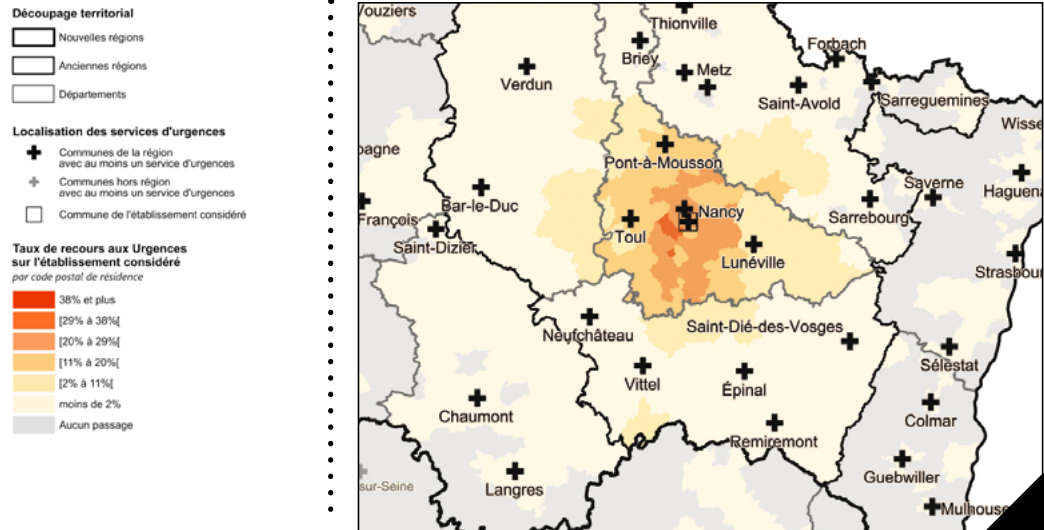 Découpage territorial
Nouvelles régions
Anciennes régions
Départements
Localisation des services d'urgences
Communes de la région
avec au moins un service d'urgences
Communes hors région
avec au moins un service d'urgences
Commune de l'établissement considéré
Taux de recours aux Urgences
sur l'établissement considéré
par code postal de résidence
38% et plus
[29% à 38%[
[20% à 29%[
[11% à 20%[
[2% à 11%[
moins de 2%
Aucun passage
Vouziers
Thionville
Briey
Forbach
Metz
Verdun
Saint-Avold
Sarreguemines
Wisse
pagne
Pont-à-Mousson
Saverne
Haguena
Bar-le-Duc
François
Nancy
Sarrebourg
Toul
Saint-Dizier
Lunéville
Strasbour
Neufchâteau
Saint-Dié-des-Vosges
Sélestat
Vittel
Épinal
Chaumont
Colmar
Remiremont
Guebwiller
sur-Seine
Langres
Mulhouse